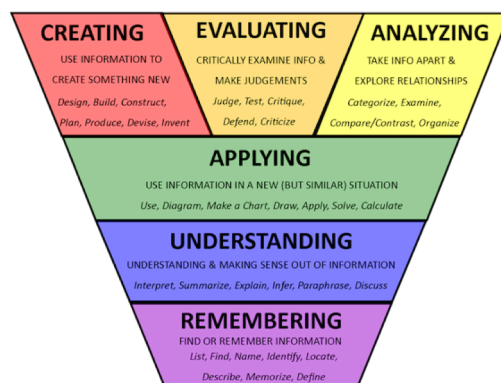 CREATING
USE INFORMATION TO
CREATE SOMETHING NEW
Design, Build, Construct,
Plan, Produce, Devise, Invent
EVALUATING
CRITICALLY EXAMINE INFO &
MAKE JUDGEMENTS
Judge, Test, Critique,
Defend, Criticize
ANALYZING
TAKE INFO APART &
EXPLORE RELATIONSHIPS
Categorize, Examine,
Compare/Contrast, Organize
APPLYING
USE INFORMATION IN A NEW (BUT SIMILAR) SITUATION
Use, Diagram, Make a Chart, Draw, Apply, Solve, Calculate
UNDERSTANDING
UNDERSTANDING & MAKING SENSE OUT OF INFORMATION
Interpret, Summarize, Explain, Infer, Paraphrase, Discuss
REMEMBERING
FIND OR REMEMBER INFORMATION
List, Find, Name, Identify, Locate,
Describe, Memorize, Define